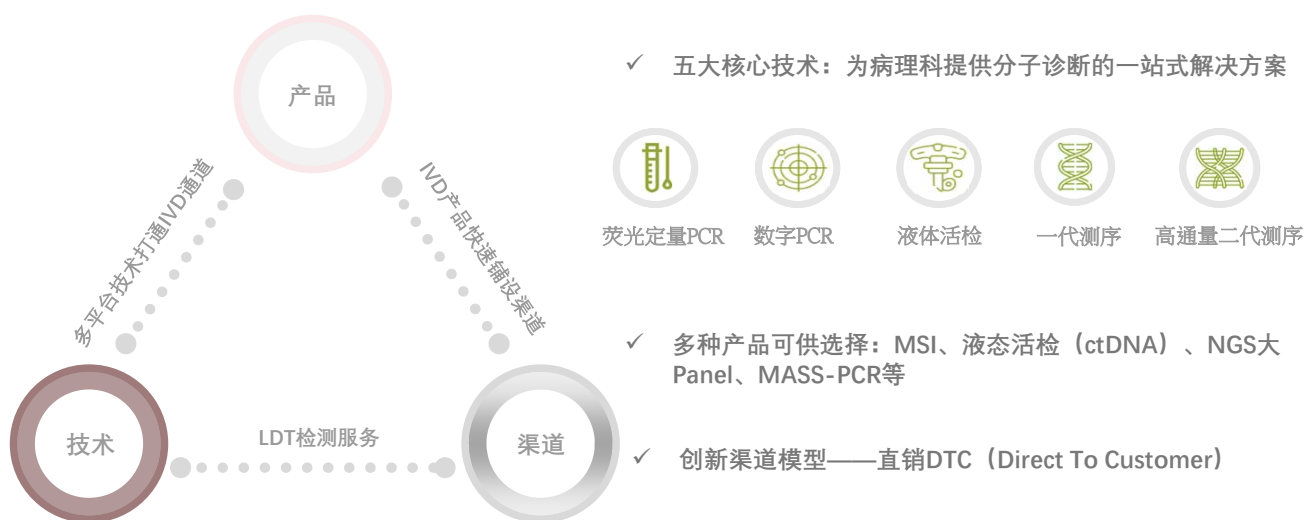 产品
多平台技术打通IVD通道
IVD产品快速铺设渠道
技术
LDT检测服务
渠道
✓ 五大核心技术：为病理科提供分子诊断的一站式解决方案
荧光定量PCR
数字PCR
液体活检
一代测序
高通量二代测序
✓ 多种产品可供选择：MSI、液态活检（ctDNA）、NGS大
Panel、MASS-PCR等
✓ 创新渠道模型——直销DTC（Direct To Customer）